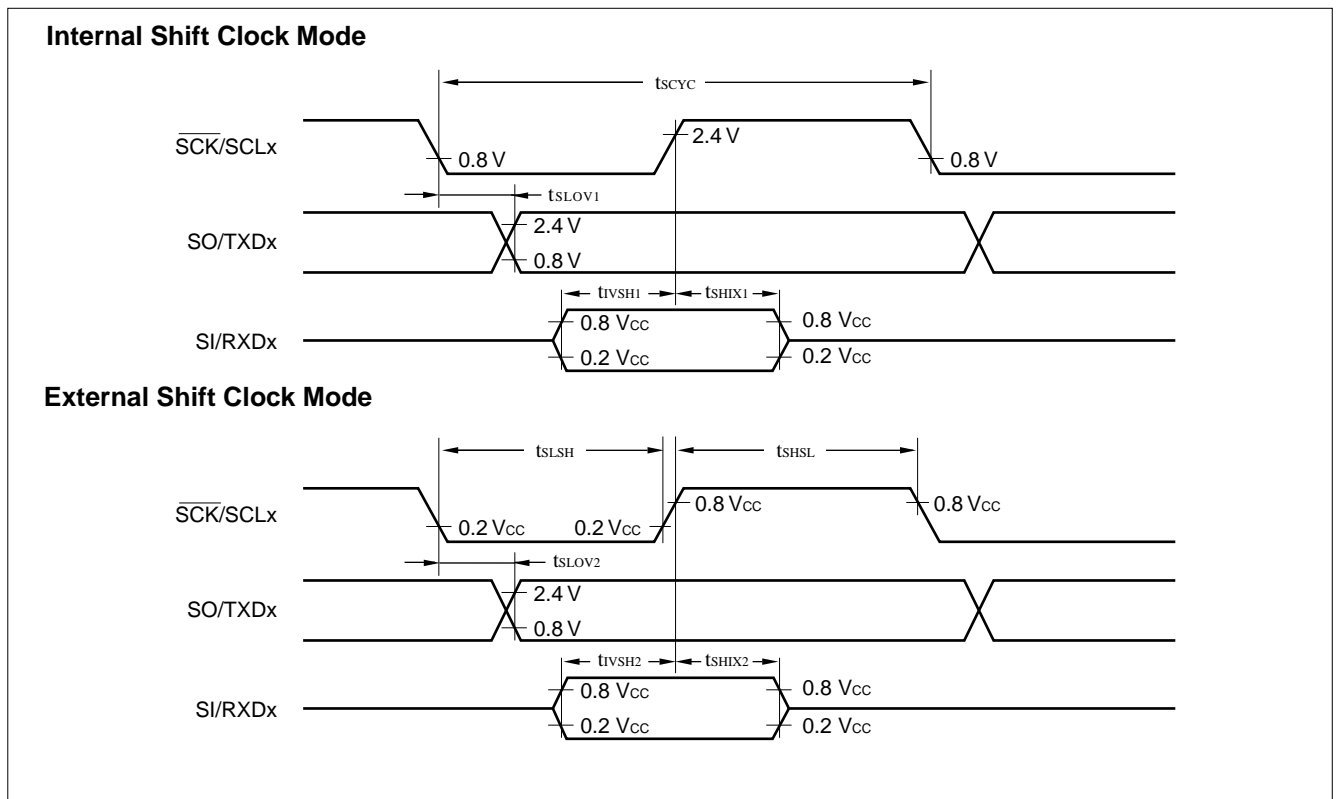 Internal Shift Clock Mode
tSCYC
SCK/SCLx
0.8 V
2.4 V
0.8 V
tSLOV1
SO/TXDx
2.4 V
0.8 V
tIVSH1
tSHIX1
SI/RXDx
0.8 VCC
0.8 VCC
0.2 VCC
0.2 VCC
External Shift Clock Mode
tSLSH
tSHSL
SCK/SCLx
0.2 VCC
0.2 VCC
0.8 VCC
0.8 VCC
tSLOV2
SO/TXDx
2.4 V
0.8 V
tIVSH2
tSHIX2
SI/RXDx
0.8 VCC
0.8 VCC
0.2 VCC
0.2 VCC